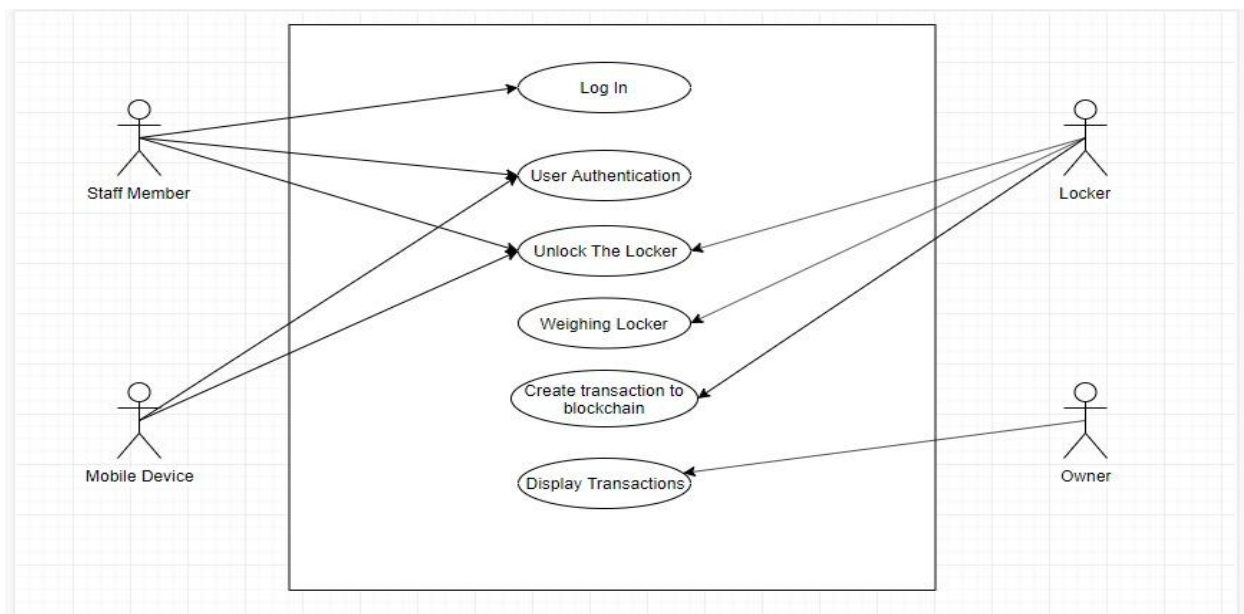 Log In
Staff Member
User Authentication
Locker
Unlock The Locker
Weighing Locker
Create transaction to
blockchain
Mobile Device
Display Transactions
Owner